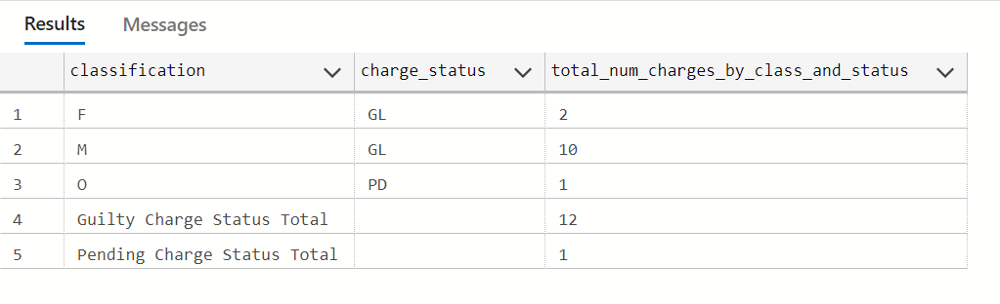 Results Messages
classification charge_status total_num_charges_by_class_and_status
1 F GL 2
2 M GL 10
3 O PD 1
4 Guilty Charge Status Total 12
5 Pending Charge Status Total 1